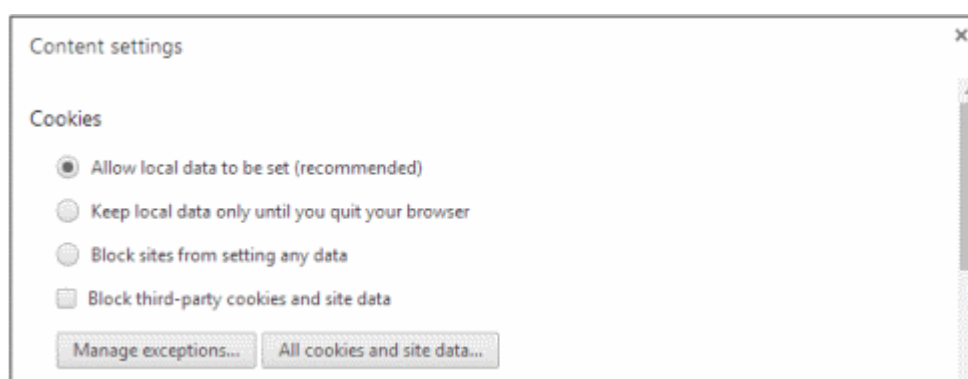 Content settings
Cookies
Allow local data to be set (recommended)
Keep local data only until you quit your browser
Block sites from setting any data
Block third-party cookies and site data
Manage exceptions... All cookies and site data...